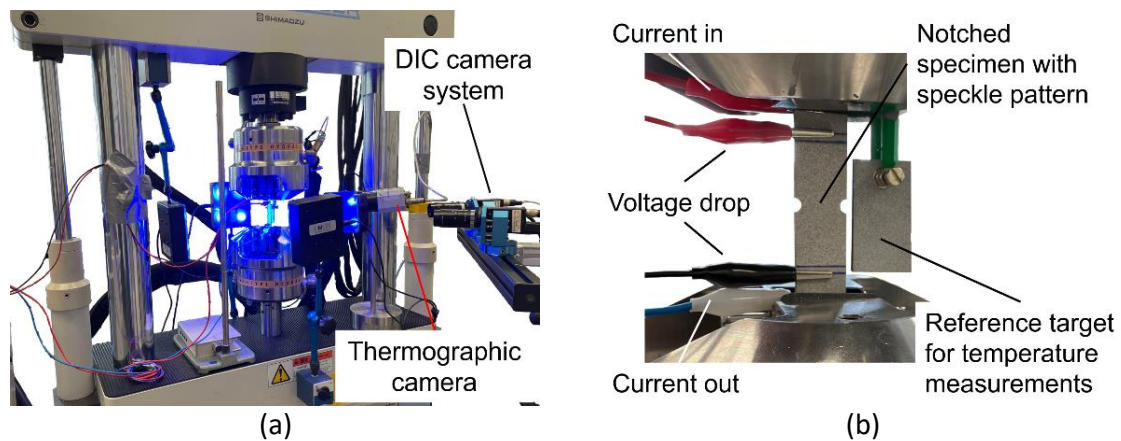 SHIMADZU
DIC camera
system
Thermographic
camera
(a)
Current in
Notched
specimen with
speckle pattern
Voltage drop
Current out
Reference target
for temperature
measurements
(b)